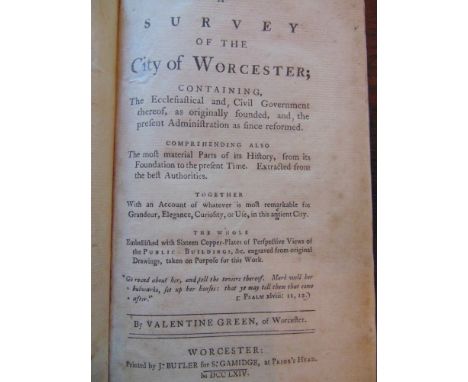 A
SURVEY
OF THE
City of WORCESTER;
CONTAINING,
The Ecclesiastical and, Civil Government
thereof, as originally founded, and, the
present Administration as since reformed.
COMPREHENDING ALSO
The most material Parts of its History, from its
Foundation to the present Time. Extracted from
the best Authorities.
TOGETHER
With an Account of whatever is most remarkable for
Grandeur, Elegance, Curiosity, or Use, in this antient City.
THE WHOLE
Embellished with Sixteen Copper-Plates of Perspective Views of
the PUBLIC-BUILDINGS, &c. engraved from original
Drawings, taken on Purpose for this Work.
"Go round about her, and tell the towers thereof. Mark well her
" bulwarks, set up her houses: that ye may tell them that come
" after."
PSALM xlviii: 11, 12.
By VALENTINE GREEN, of Worcester.
WORCESTER:
Printed by J. BUTLER for S. GAMIDGE, at PRIOR'S HEAD.
M DCC LXIV.